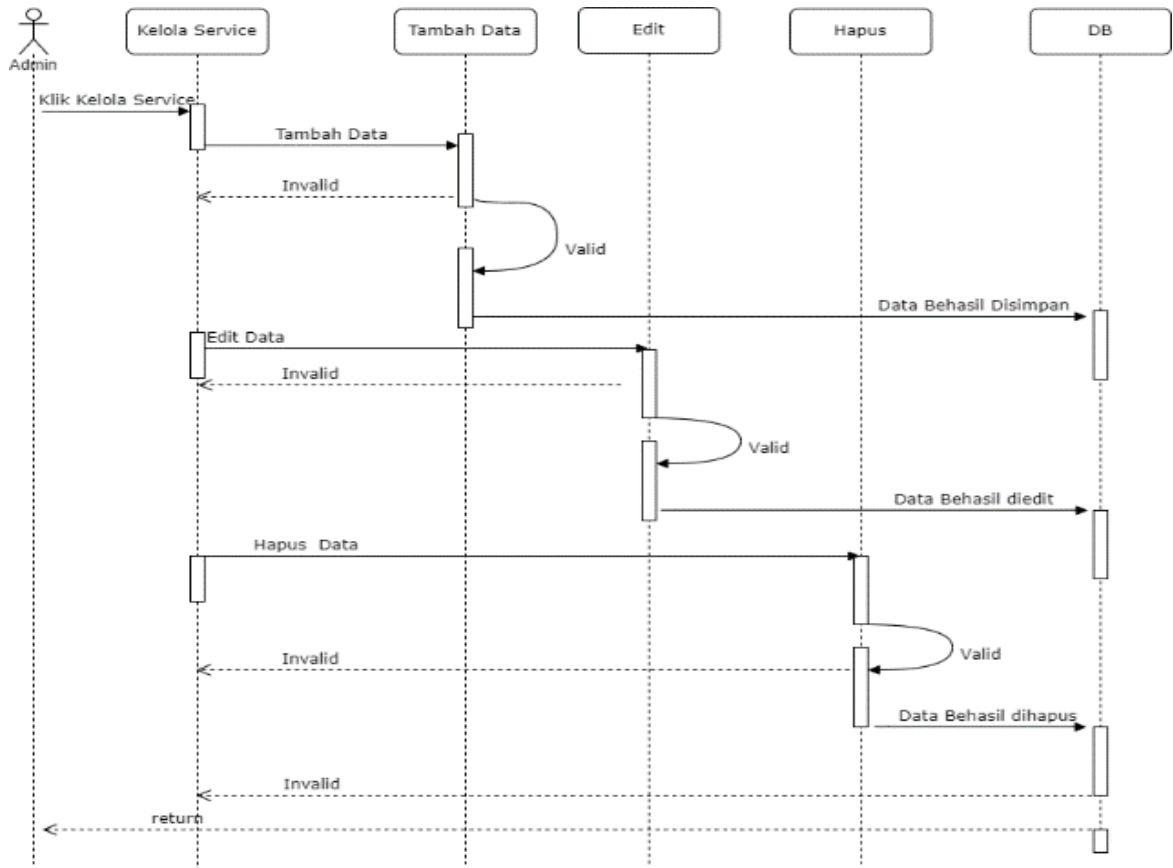 Kelola Service
Tambah Data
Edit
Hapus
DB
Admin
Klik Kelola Service
Tambah Data
Invalid
Valid
Data Behasil Disimpan
Edit Data
Invalid
Valid
Data Behasil diedit
Hapus Data
Valid
Invalid
Data Behasil dihapus
Invalid
return